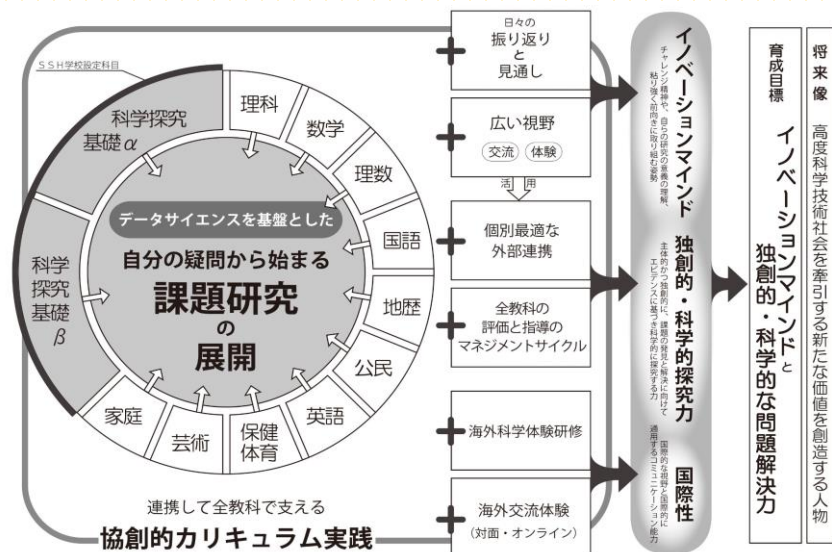 SSH学校設定科目
科学探究
基礎α
科学
探究
基礎
β
理科
数学
理数
国語
地歴
公民
英語
保健
体育
芸術
家庭
データサイエンスを基盤とした
自分の疑問から始まる
課題研究
の
展開
連携して全教科で支える
協創的カリキュラム実践
日々の
振り返り
と
見通し
広い視野
交流
体験
活用
個別最適な
外部連携
全教科の
評価と指導の
マネジメントサイクル
海外科学体験研修
海外交流体験
(対面・オンライン)
イノベーションマインド
チャレンジ精神や、自らの研究の意義の理解、
粘り強く前向きに取り組む姿勢
独創的・科学的探究力
主体的かつ独創的に、課題の発見と解決に向けて
エビデンスに基づき科学的に探究する力
国際性
国際的な視野と国際的に
通用するコミュニケーション能力
育成目標
イノベーションマインドと
独創的・科学的な問題解決力
将来像 高度科学技術社会を牽引する新たな価値を創造する人物